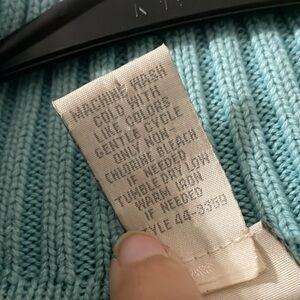 MACHINE WASH
COLD WITH
LIKE COLORS
GENTLE CYCLE
ONLY NON-
CHLORINE BLEACH
IF NEEDED
TUMBLE DRY LOW
WARM IRON
IF NEEDED
TYLE 44-3359